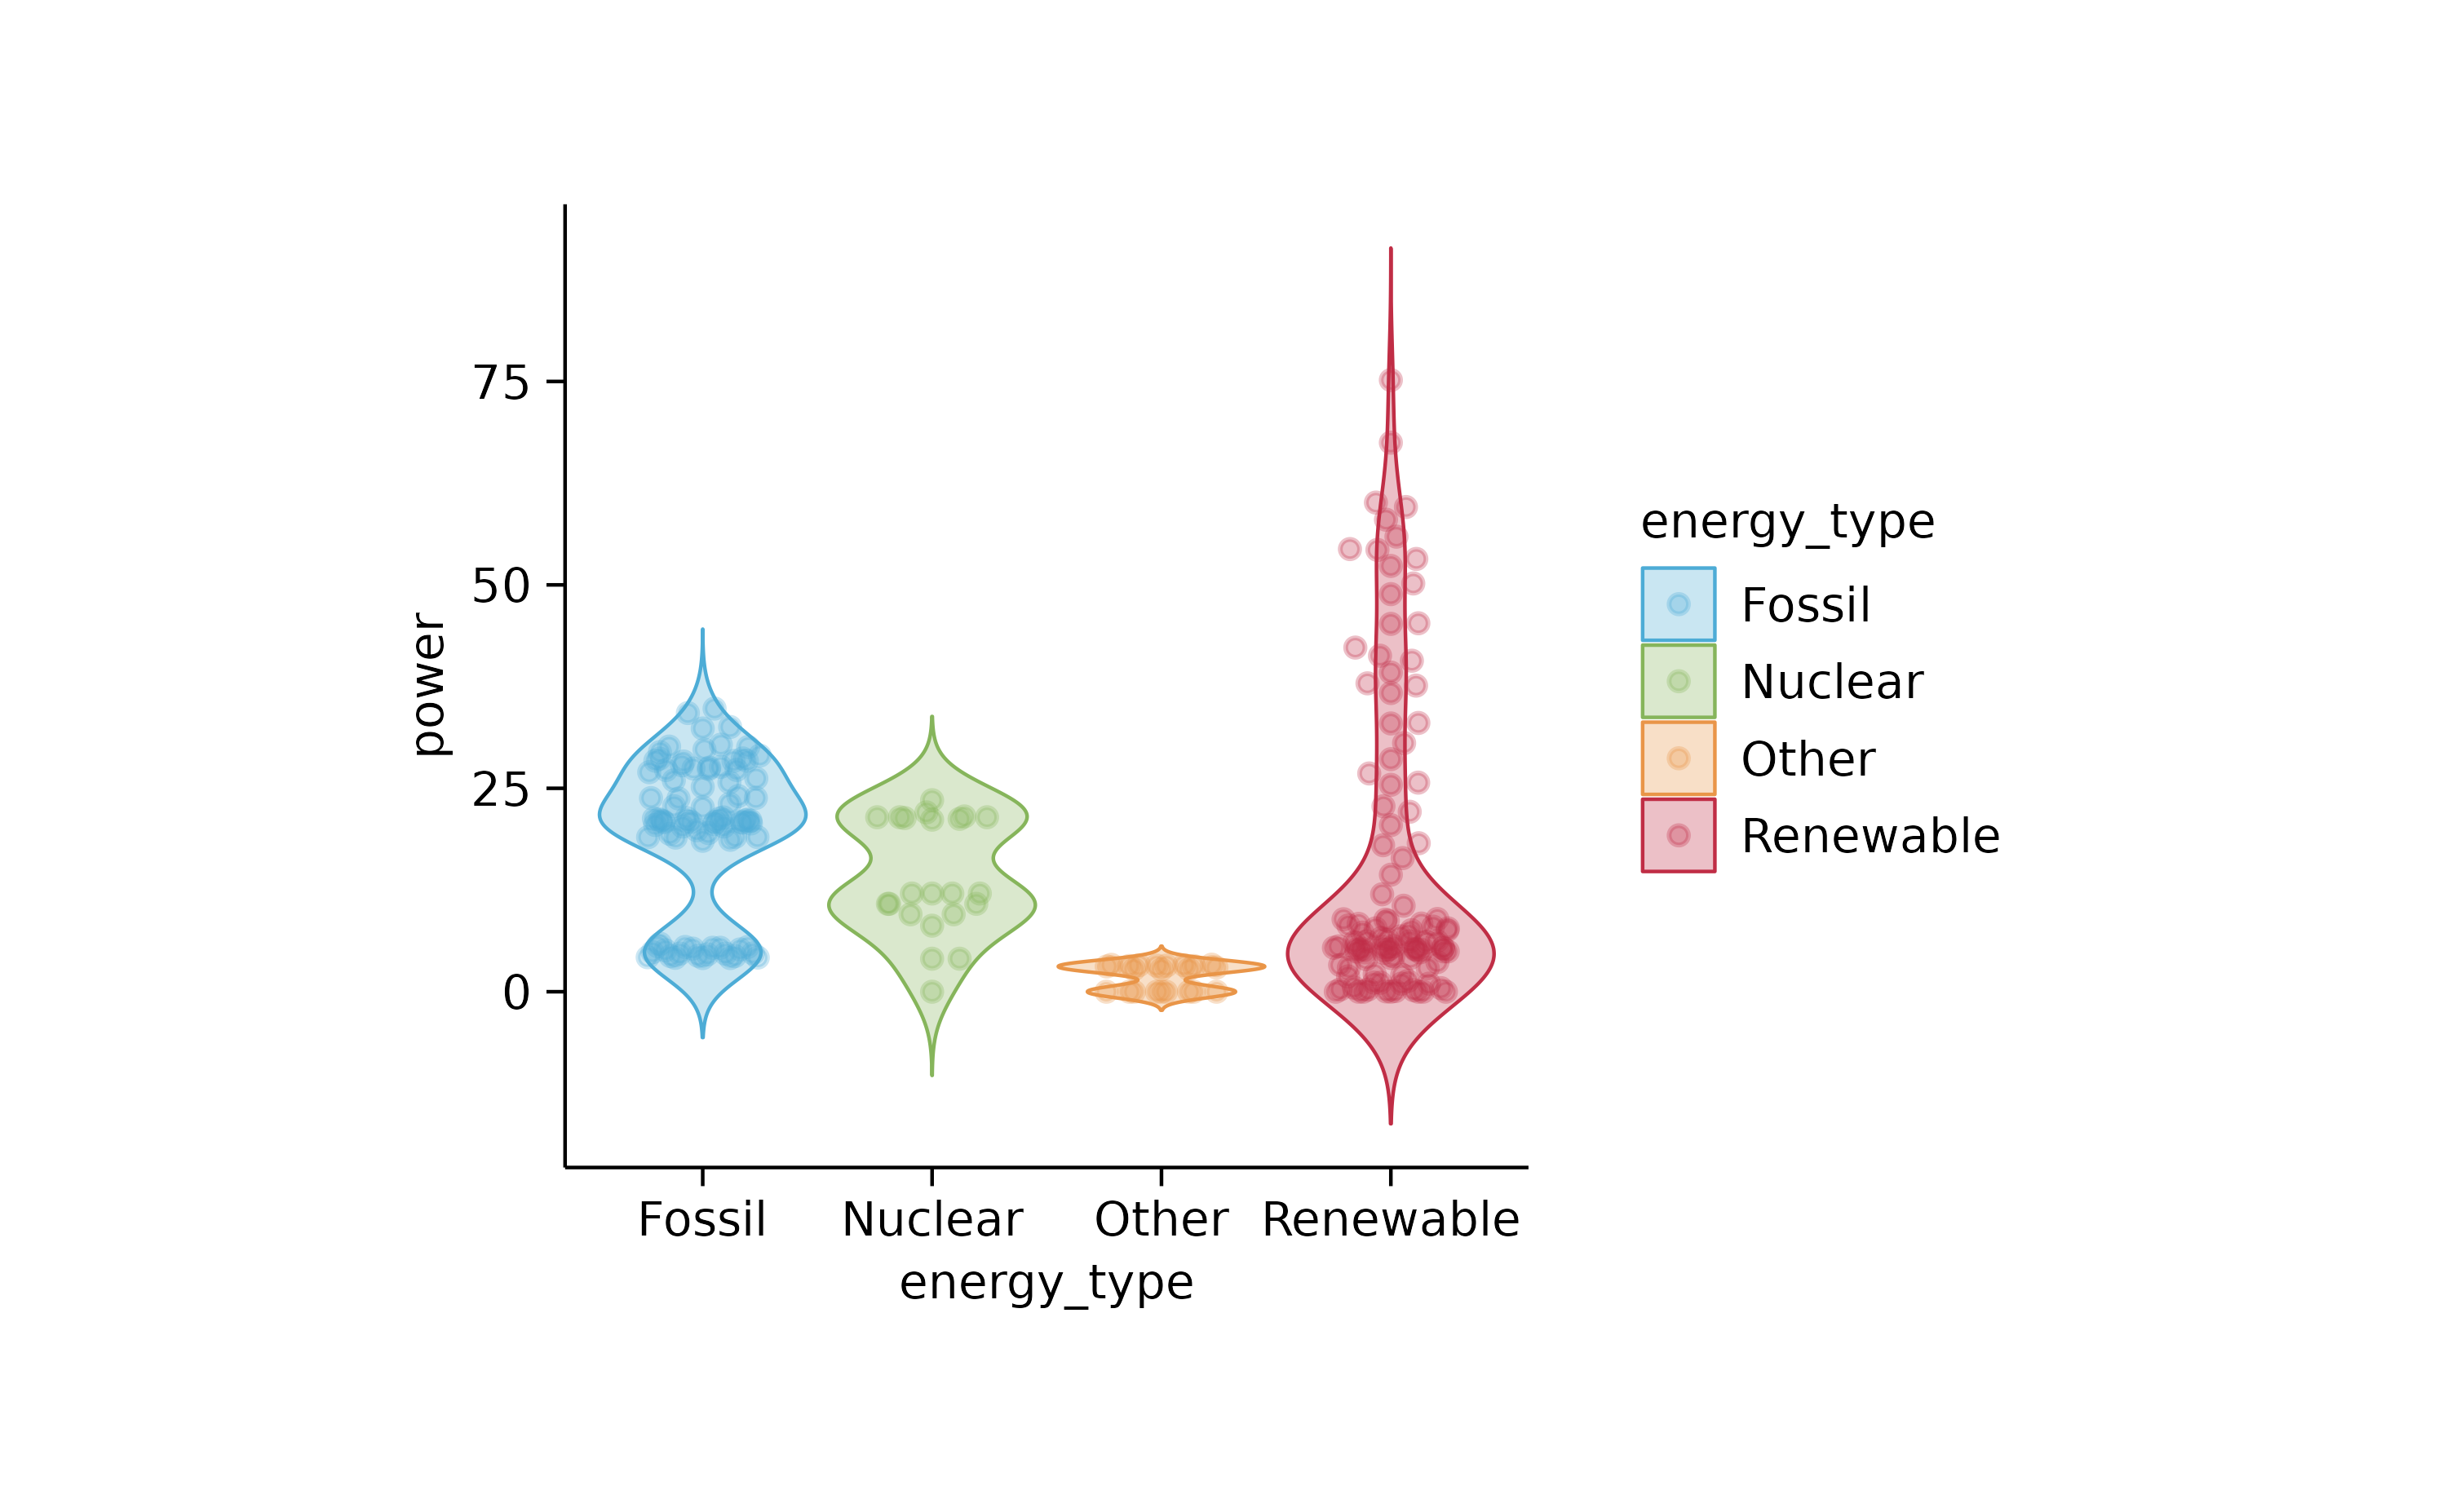 power
75
50
25
0
Fossil
Nuclear
Other
Renewable
energy_type
energy_type
Fossil
Nuclear
Other
Renewable